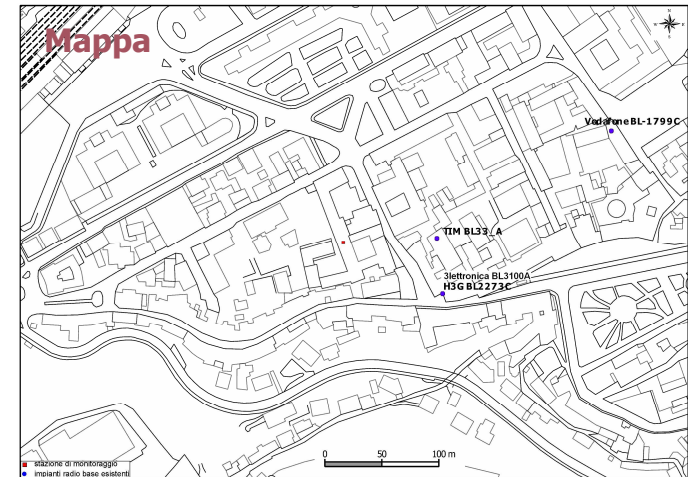 Mappa
Vodafone BL-1799C
TIM BL33_A
3lettronica BL3100A
H3G BL2273C
0 50 100 m
stazione di monitoraggio
impianti radio base esistenti